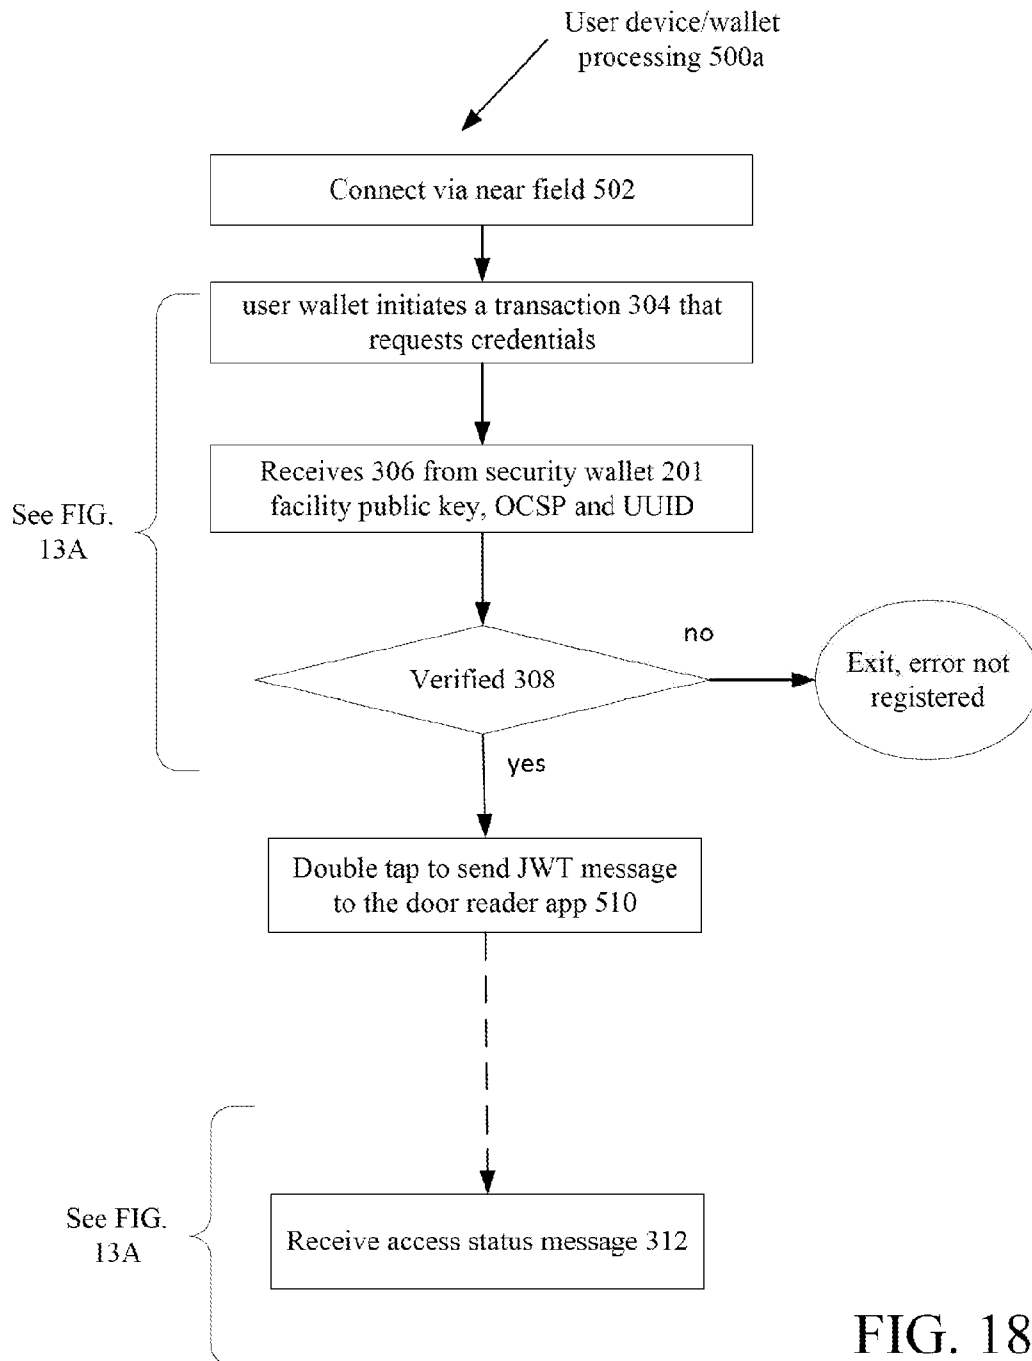 User device/wallet
processing 500a
Connect via near field 502
user wallet initiates a transaction 304 that
requests credentials
Receives 306 from security wallet 201
facility public key, OCSP and UUID
See FIG.
13A
Verified 308
no
Exit, error not
registered
yes
Double tap to send JWT message
to the door reader app 510
See FIG.
13A
Receive access status message 312
FIG. 18